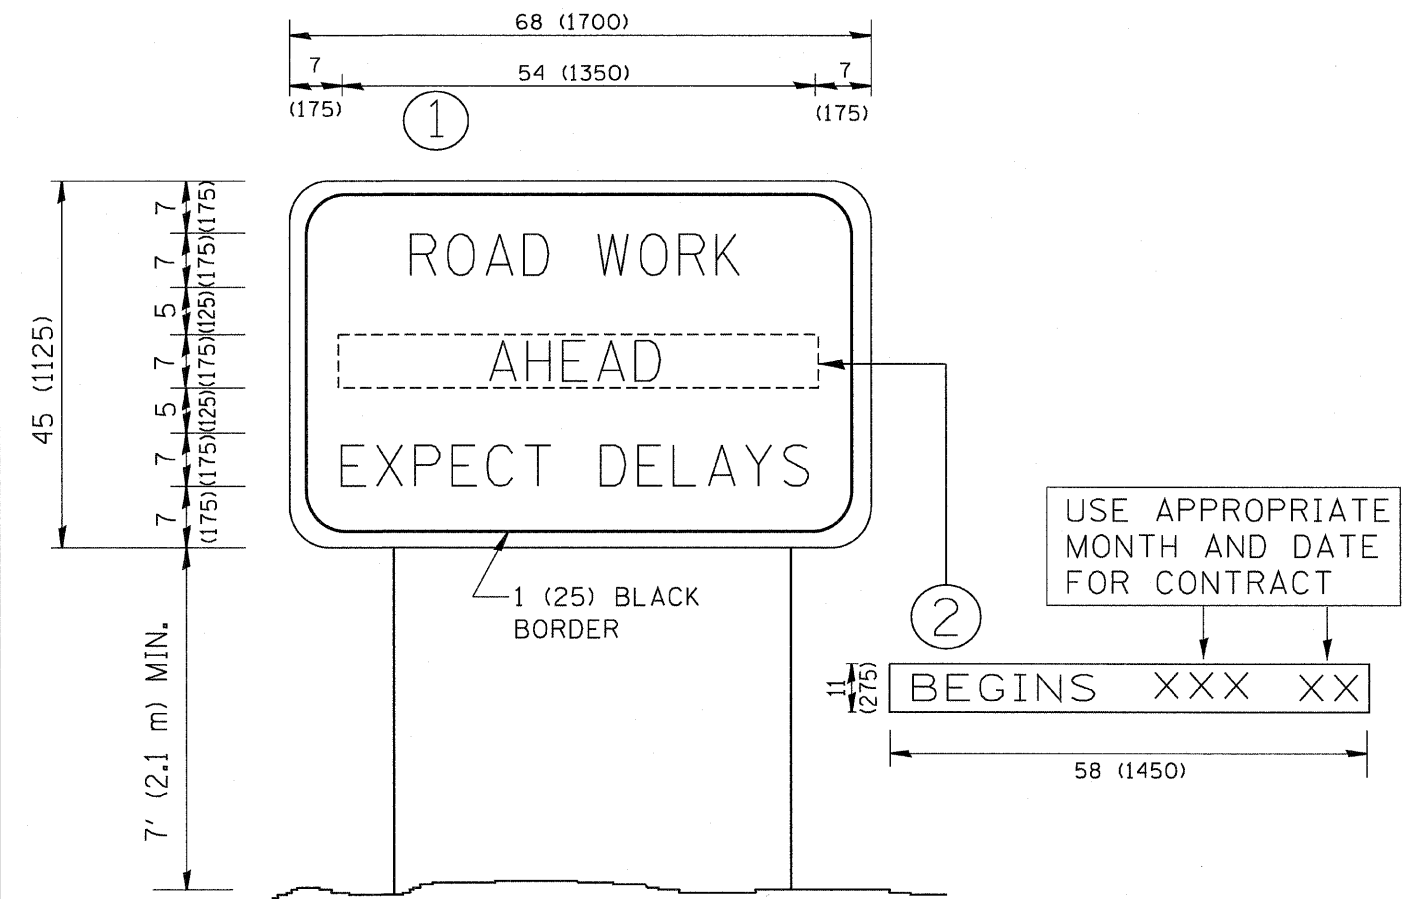 68 (1700)
7
54 (1350)
7
(175)
(175)
1
45 (1125)
7 (175)
7 (175)
5 (125)
7 (175)
5 (125)
7 (175)
7 (175)
ROAD WORK
AHEAD
EXPECT DELAYS
1 (25) BLACK
BORDER
7' (2.1 m) MIN.
USE APPROPRIATE
MONTH AND DATE
FOR CONTRACT
2
11
(275)
BEGINS XXX XX
58 (1450)